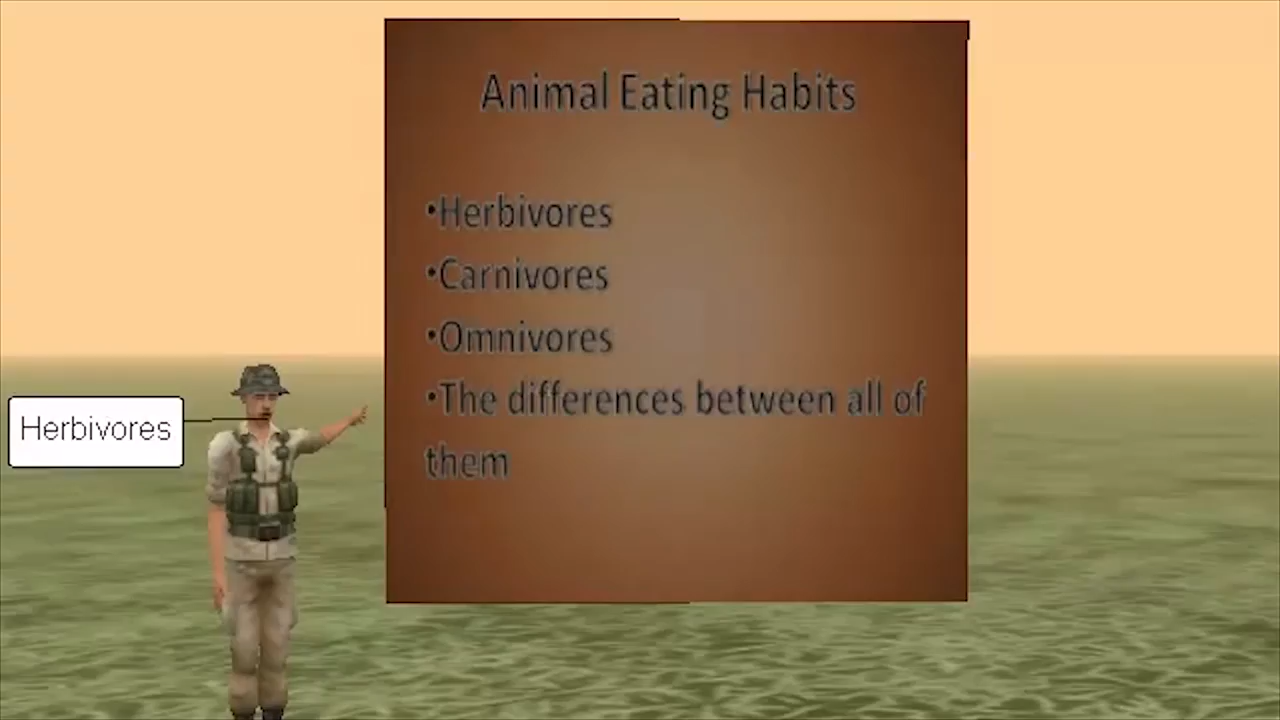 Animal Eating Habits
•Herbivores
•Carnivores
•Omnivores
•The differences between all of
them
Herbivores